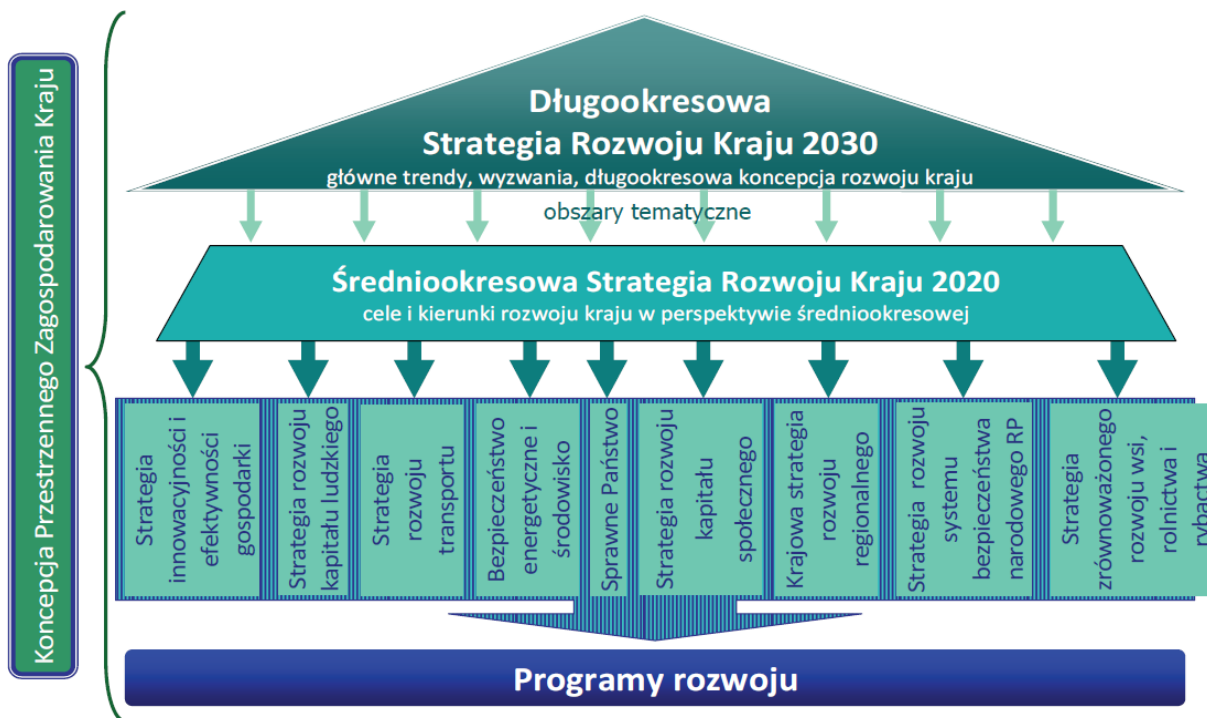 Koncepcja Przestrzennego Zagospodarowania Kraju
Długookresowa
Strategia Rozwoju Kraju 2030
główne trendy, wyzwania, długookresowa koncepcja rozwoju kraju
obszary tematyczne
Średniookresowa Strategia Rozwoju Kraju 2020
cele i kierunki rozwoju kraju w perspektywie średniookresowej
Strategia
innowacyjności i
efektywności
gospodarki
Strategia rozwoju
kapitału ludzkiego
Strategia
rozwoju
transportu
Bezpieczeństwo
energetyczne i
środowisko
Sprawne Państwo
Strategia rozwoju
kapitału
społecznego
Krajowa strategia
rozwoju
regionalnego
Strategia rozwoju
systemu
bezpieczeństwa
narodowego RP
Strategia
zrównoważonego
rozwoju wsi,
rolnictwa i
rybactwa
Programy rozwoju